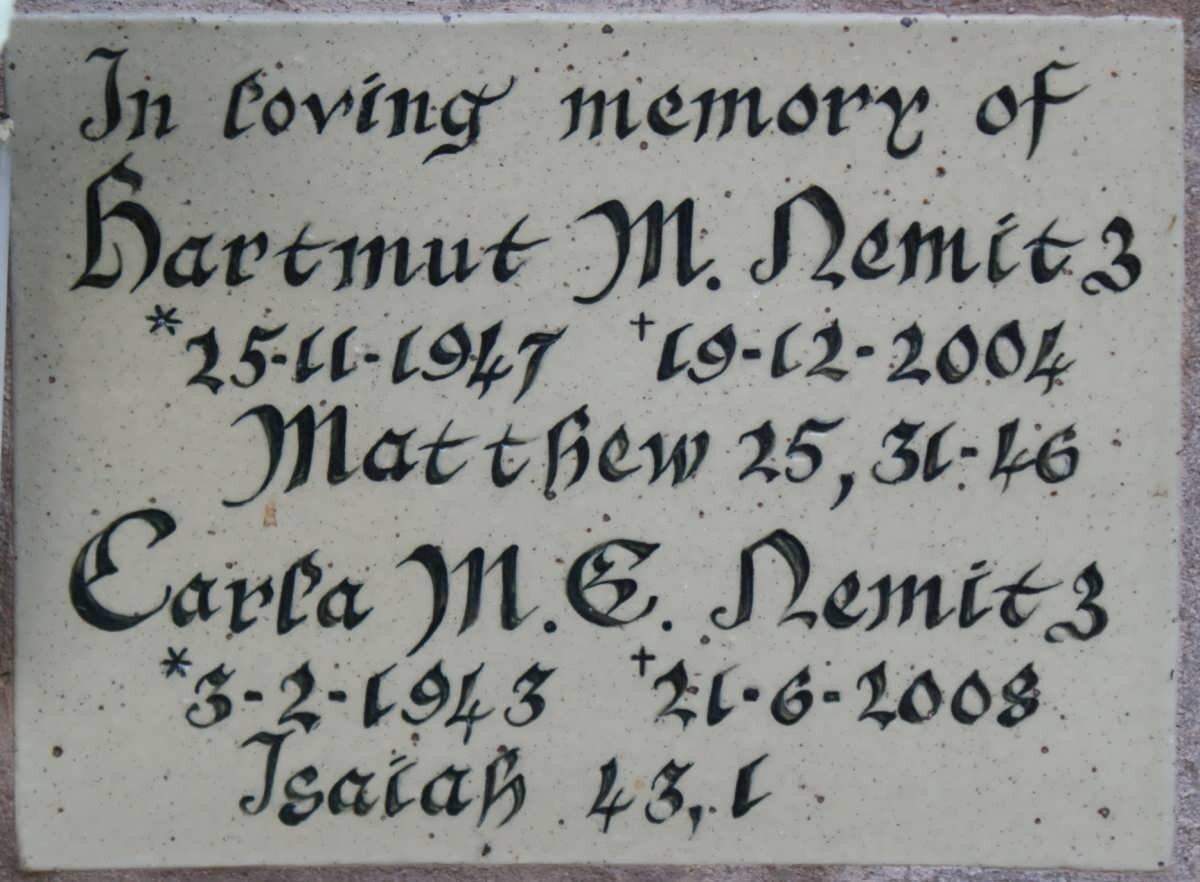 In loving memory of
Hartmut M. Nemitz
*25-11-1947 †19-12-2004
Matthew 25,31-46
Carla M.E. Nemitz
*3-2-1943 †21-6-2008
Isaiah 43,1